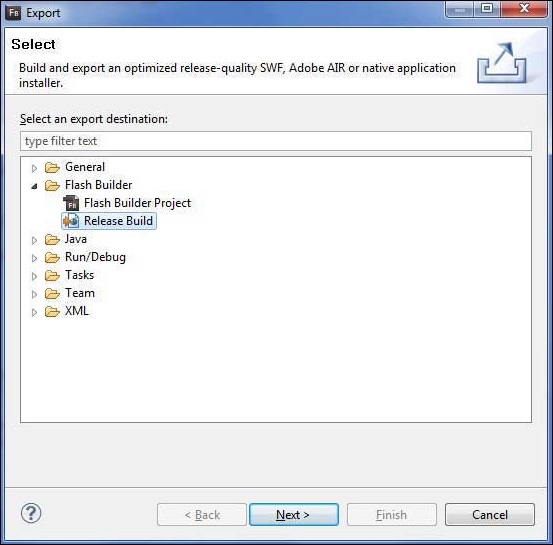 Fb Export
Select
Build and export an optimized release-quality SWF, Adobe AIR or native application
installer.
Select an export destination:
type filter text
General
Flash Builder
Fb Flash Builder Project
Release Build
Java
Run/Debug
Tasks
Team
XML
? < Back Next > Finish Cancel